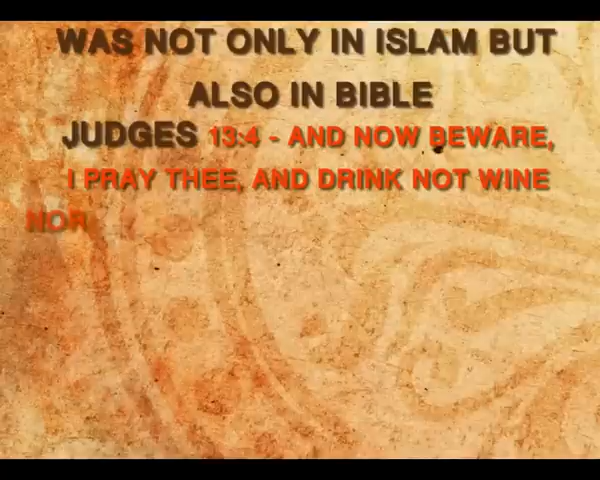 WAS NOT ONLY IN ISLAM BUT
ALSO IN BIBLE
JUDGES 13:4 - AND NOW BEWARE,
I PRAY THEE, AND DRINK NOT WINE
NOR